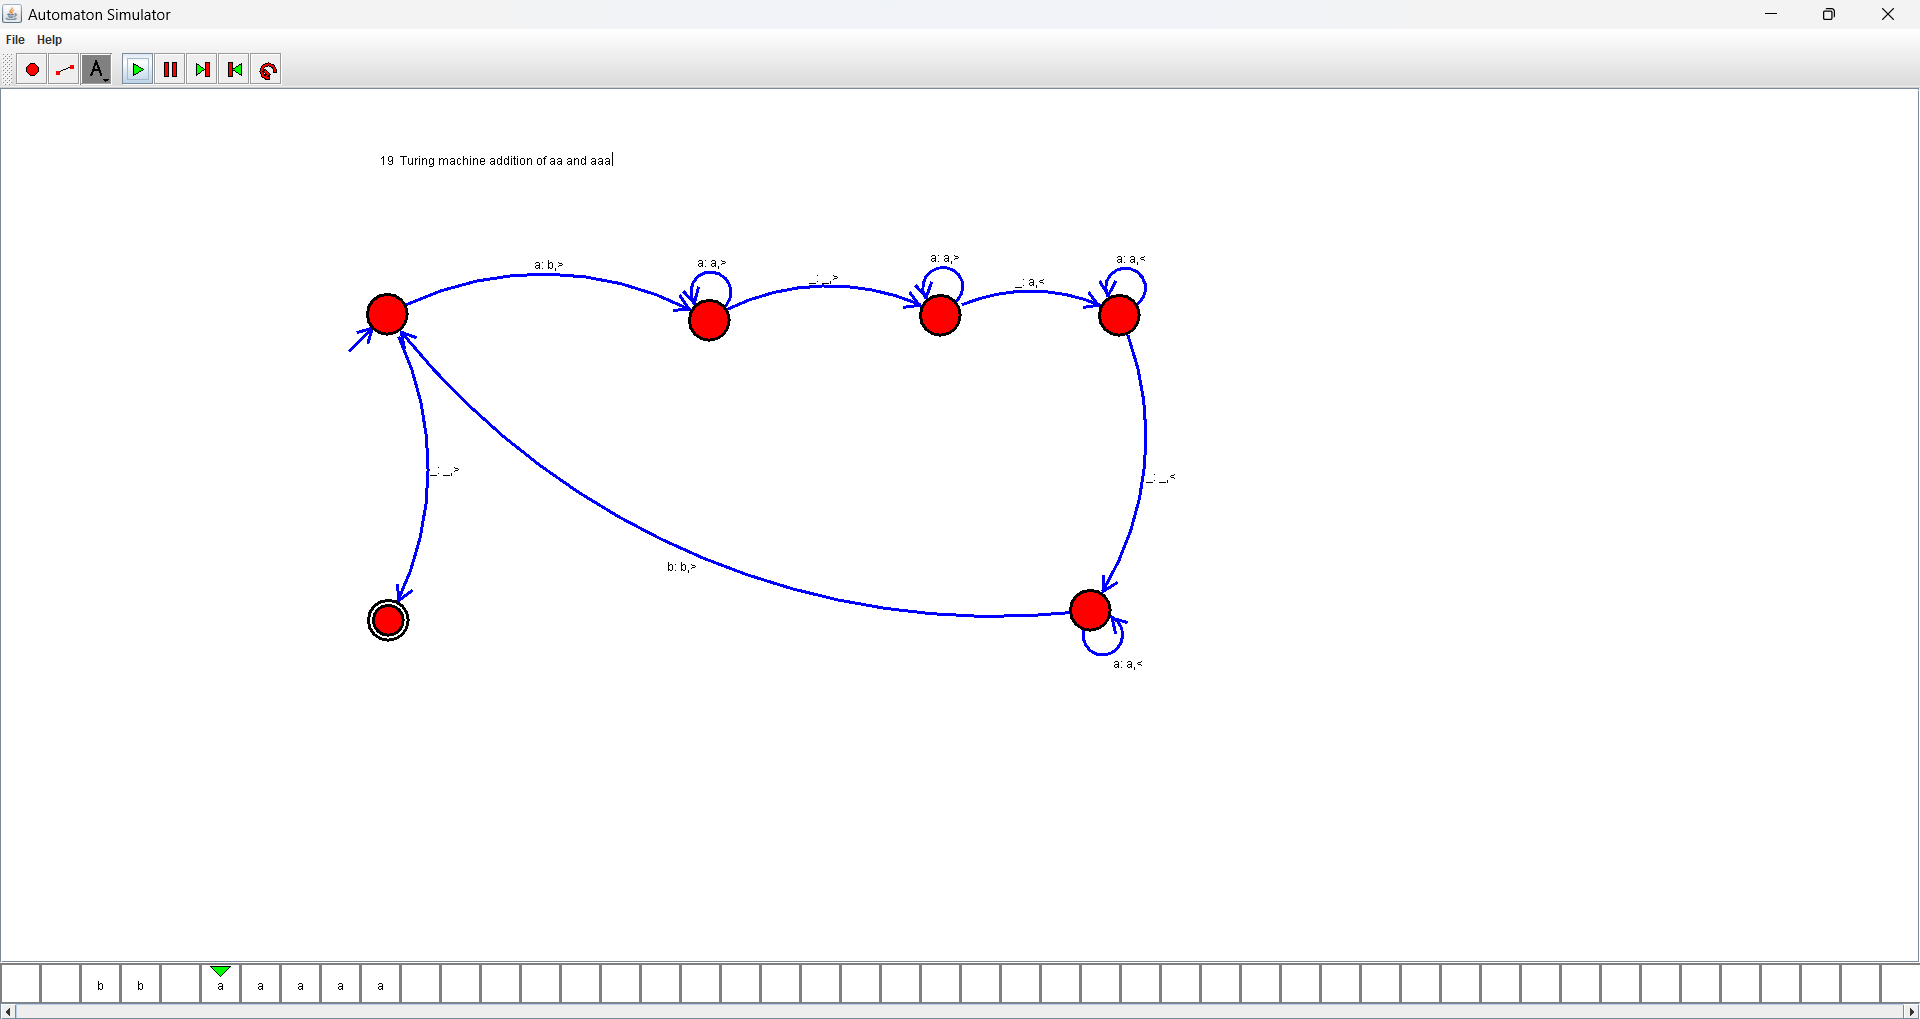 Automaton Simulator
File Help
A
19 Turing machine addition of aa and aaa
a: b,>
a: a,>
_: _,>
a: a,>
_: a,<
a: a,<
_: _,>
_: _,<
b: b,>
a: a,<
b b a a a a a